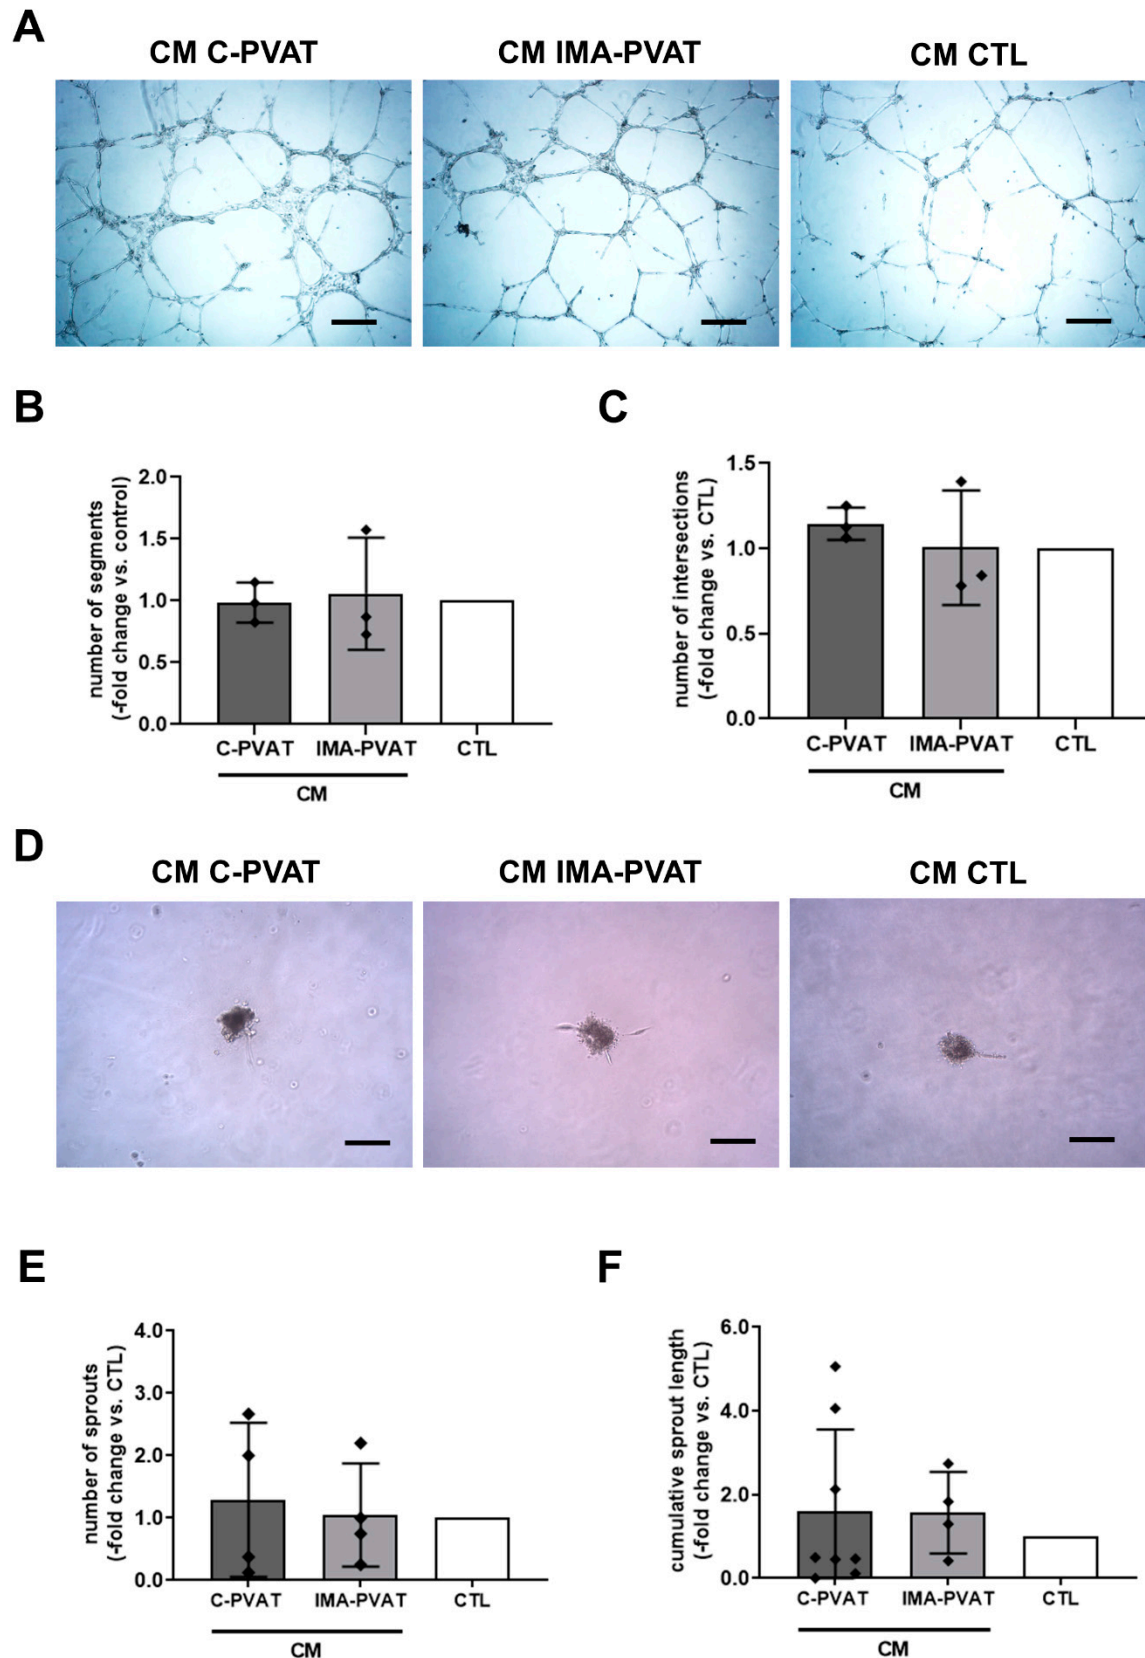 A
CM C-PVAT
CM IMA-PVAT
CM CTL
B
number of segments
(-fold change vs. control)
2.0
1.5
1.0
0.5
0.0
C-PVAT
IMA-PVAT
CTL
CM
C
number of intersections
(-fold change vs. CTL)
1.5
1.0
0.5
0.0
C-PVAT
IMA-PVAT
CTL
CM
D
CM C-PVAT
CM IMA-PVAT
CM CTL
E
number of sprouts
(-fold change vs. CTL)
4.0
3.0
2.0
1.0
0.0
C-PVAT
IMA-PVAT
CTL
CM
F
cumulative sprout length
(-fold change vs. CTL)
6.0
4.0
2.0
0.0
C-PVAT
IMA-PVAT
CTL
CM